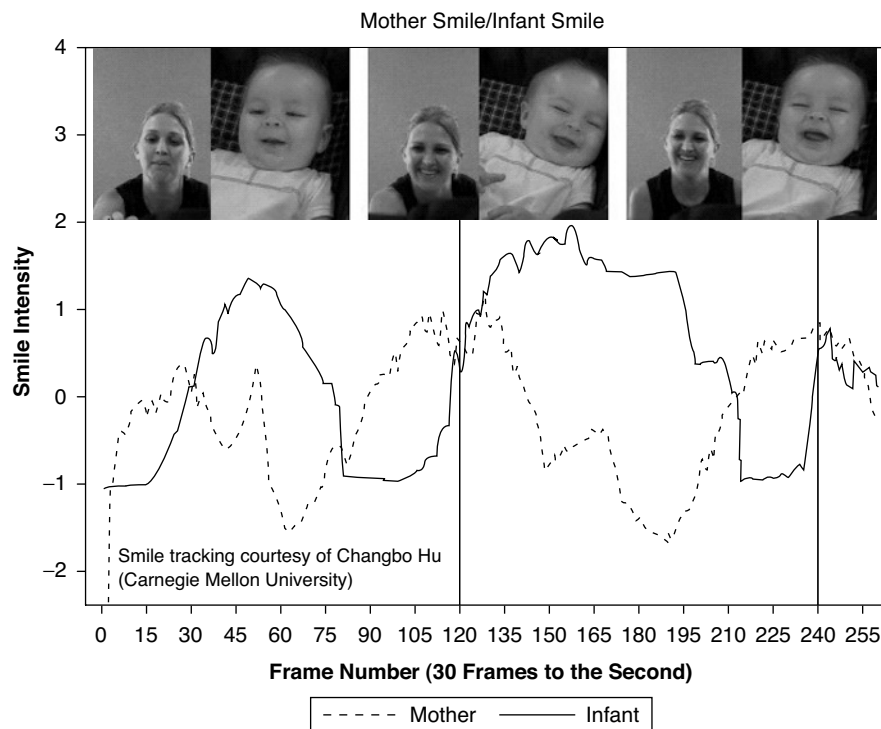 Mother Smile/Infant Smile
4
3
2
1
0
−1
−2
Smile Intensity
Smile tracking courtesy of Changbo Hu
(Carnegie Mellon University)
0 15 30 45 60 75 90 105 120 135 150 165 180 195 210 225 240 255
Frame Number (30 Frames to the Second)
Mother Infant